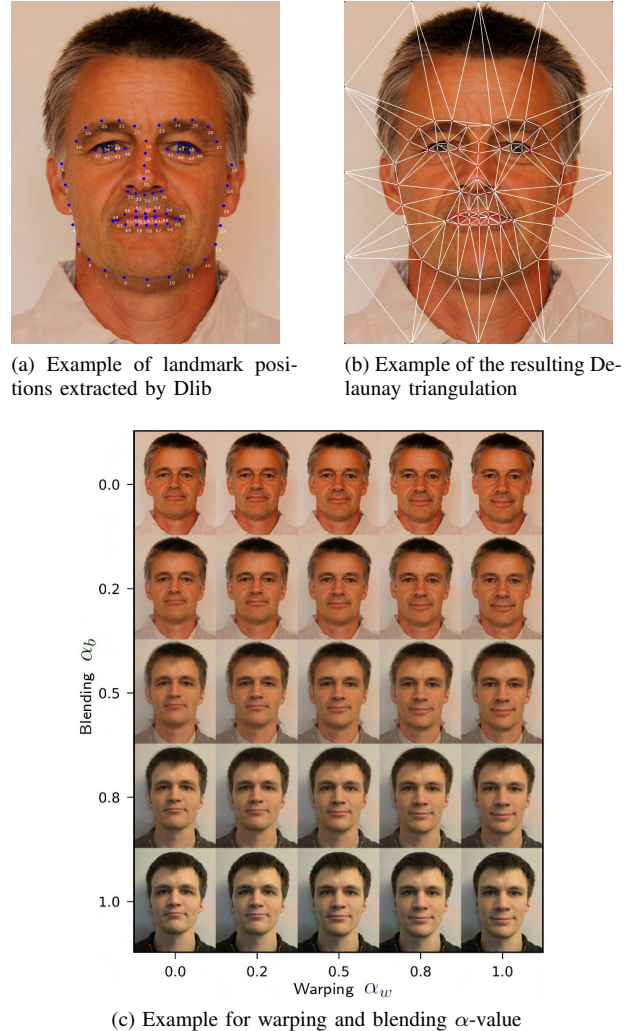 (a) Example of landmark posi-
tions extracted by Dlib
(b) Example of the resulting De-
launay triangulation
0.0
0.2
0.5
0.8
1.0
Blending α_b
0.0 0.2 0.5 0.8 1.0
Warping α_w
(c) Example for warping and blending α-value